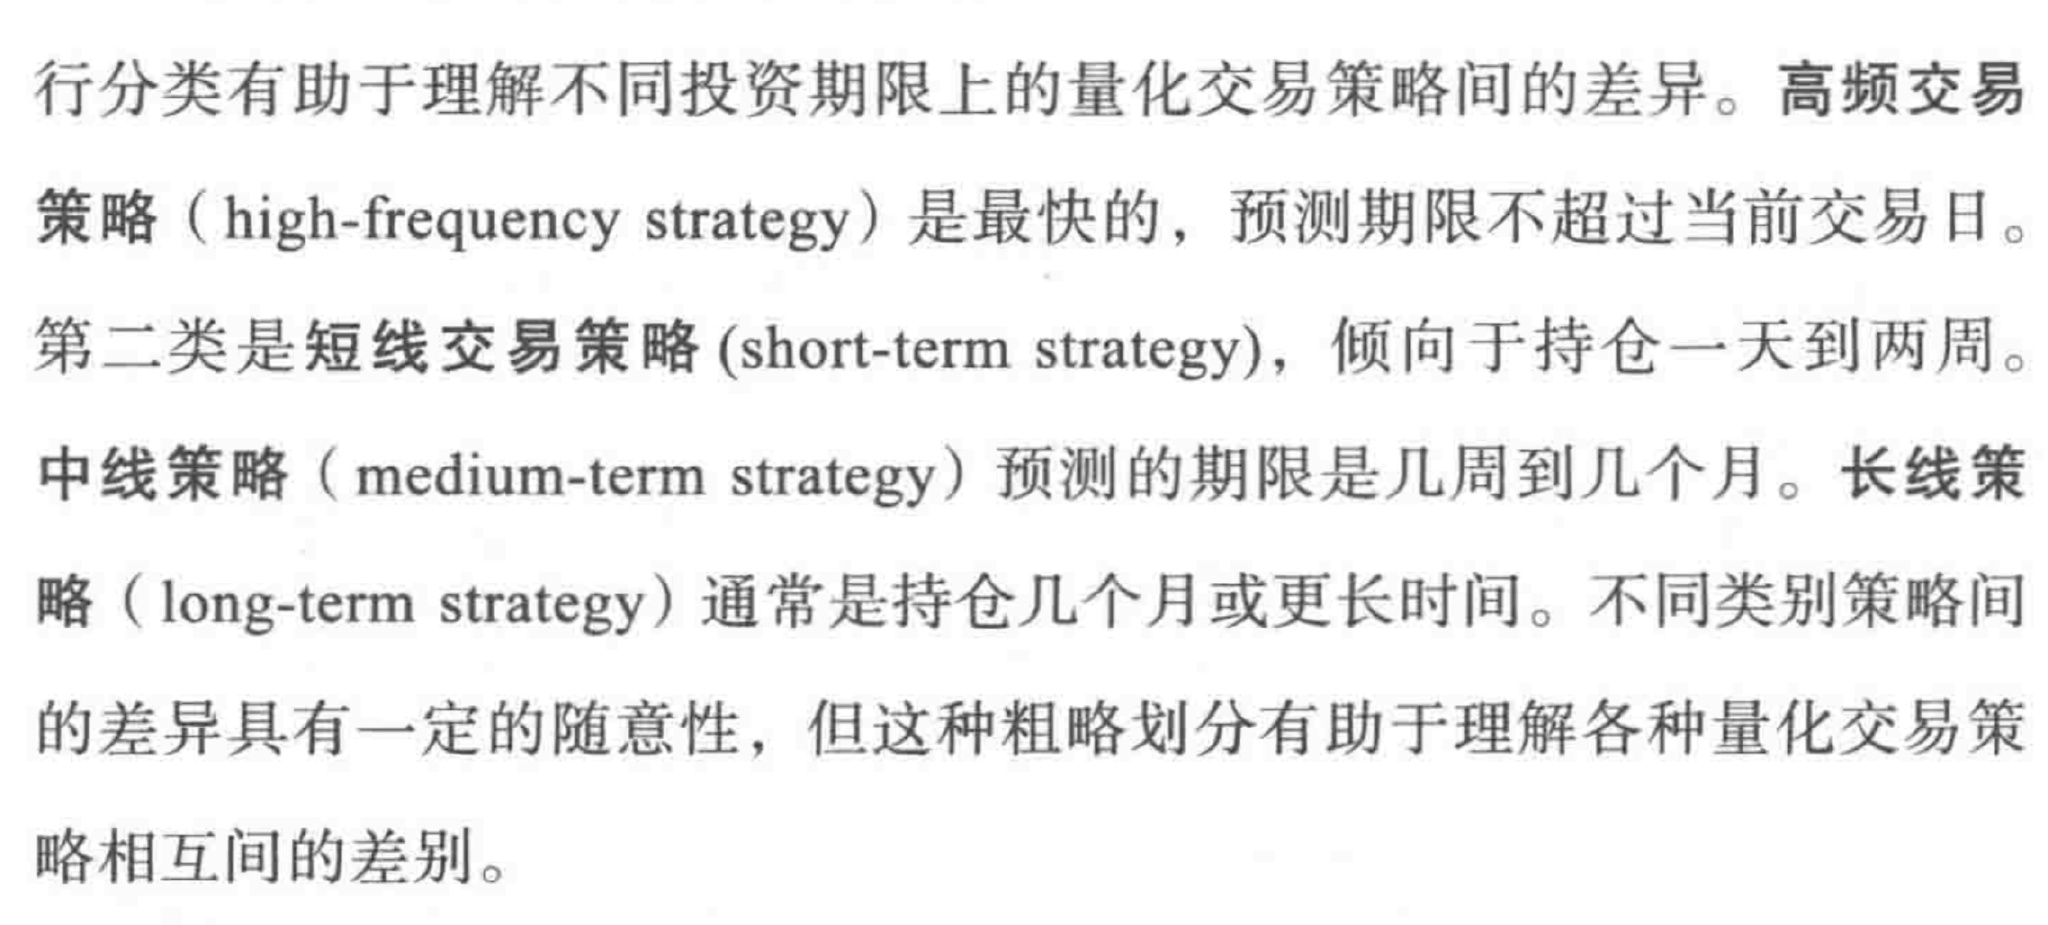 行分类有助于理解不同投资期限上的量化交易策略间的差异。高频交易
策略（high-frequency strategy）是最快的，预测期限不超过当前交易日。
第二类是短线交易策略(short-term strategy)，倾向于持仓一天到两周。
中线策略（medium-term strategy）预测的期限是几周到几个月。长线策
略（long-term strategy）通常是持仓几个月或更长时间。不同类别策略间
的差异具有一定的随意性，但这种粗略划分有助于理解各种量化交易策
略相互间的差别。